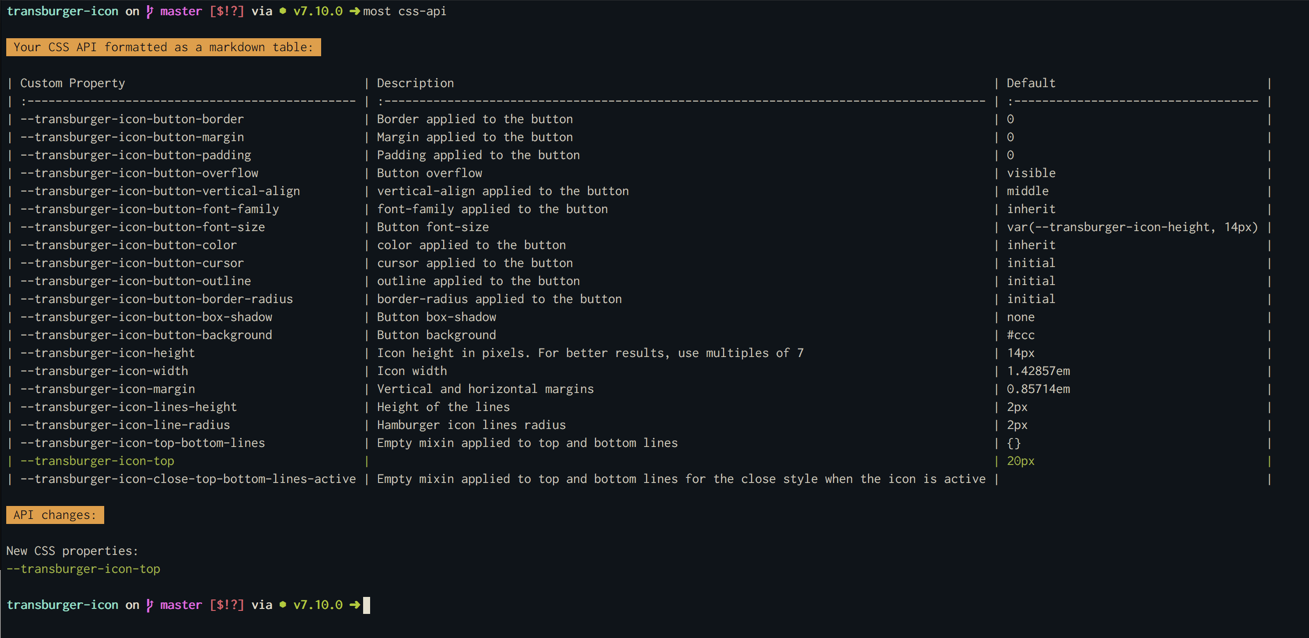 transburger-icon on master [$!?] via ● v7.10.0 ➜ most css-api
Your CSS API formatted as a markdown table:
| Custom Property | Description | Default |
| :----------------------------------------------- | :-------------------------------------------------------------------------------------- | :----------------------------------- |
| --transburger-icon-button-border | Border applied to the button | 0 |
| --transburger-icon-button-margin | Margin applied to the button | 0 |
| --transburger-icon-button-padding | Padding applied to the button | 0 |
| --transburger-icon-button-overflow | Button overflow | visible |
| --transburger-icon-button-vertical-align | vertical-align applied to the button | middle |
| --transburger-icon-button-font-family | font-family applied to the button | inherit |
| --transburger-icon-button-font-size | Button font-size | var(--transburger-icon-height, 14px) |
| --transburger-icon-button-color | color applied to the button | inherit |
| --transburger-icon-button-cursor | cursor applied to the button | initial |
| --transburger-icon-button-outline | outline applied to the button | initial |
| --transburger-icon-button-border-radius | border-radius applied to the button | initial |
| --transburger-icon-button-box-shadow | Button box-shadow | none |
| --transburger-icon-button-background | Button background | #ccc |
| --transburger-icon-height | Icon height in pixels. For better results, use multiples of 7 | 14px |
| --transburger-icon-width | Icon width | 1.42857em |
| --transburger-icon-margin | Vertical and horizontal margins | 0.85714em |
| --transburger-icon-lines-height | Height of the lines | 2px |
| --transburger-icon-line-radius | Hamburger icon lines radius | 2px |
| --transburger-icon-top-bottom-lines | Empty mixin applied to top and bottom lines | {} |
| --transburger-icon-top | | 20px |
| --transburger-icon-close-top-bottom-lines-active | Empty mixin applied to top and bottom lines for the close style when the icon is active | |
API changes:
New CSS properties:
--transburger-icon-top
transburger-icon on master [$!?] via ● v7.10.0 ➜